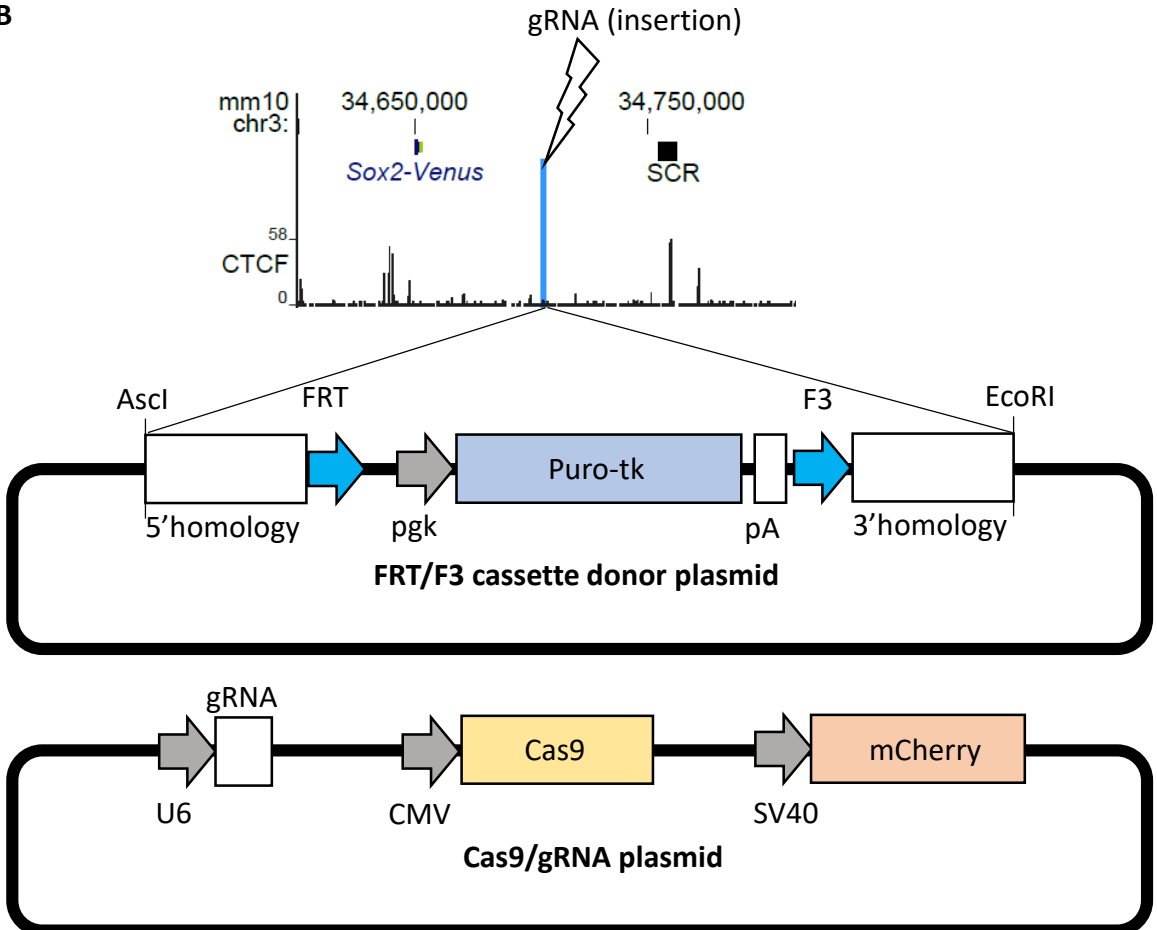 B
gRNA (insertion)
mm10 34,650,000 34,750,000
chr3:
Sox2-Venus SCR
58
CTCF
0
AscI FRT F3 EcoRI
Puro-tk
5'homology pgk pA 3'homology
FRT/F3 cassette donor plasmid
gRNA
Cas9 mCherry
U6 CMV SV40
Cas9/gRNA plasmid